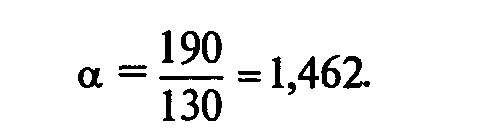 α = 190/130 = 1,462.